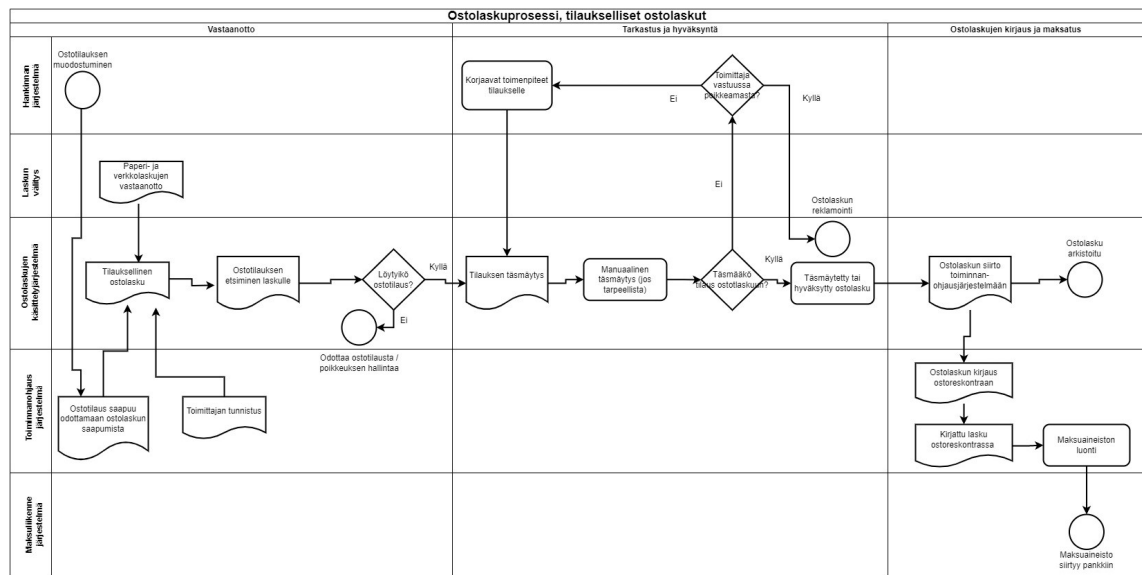 Ostolaskuprosessi, tilaukselliset ostolaskut
Vastaanotto
Tarkastus ja hyväksyntä
Ostolaskujen kirjaus ja maksatus
Hankinnan
järjestelmä
Ostotilauksen
muodostuminen
Korjaavat toimenpiteet
tilaukselle
Ei
Toimittaja
vastuussa
poikkeamasta?
Kyllä
Laskun
välitys
Paperi- ja
verkkolaskujen
vastaanotto
Ei
Ostolaskun
reklamointi
Ostolaskujen
käsittelyjärjestelmä
Tilauksellinen
ostolasku
Ostotilauksen
etsiminen laskulle
Löytyikö
ostotilaus?
Kyllä
Ei
Odottaa ostotilausta /
poikkeuksen hallintaa
Tilauksen täsmäytys
Manuaalinen
täsmäytys (jos
tarpeellista)
Täsmääkö
tilaus ostotlaskuun?
Kyllä
Täsmäytetty tai
hyväksytty ostolasku
Ostolaskun siirto
toiminnan-
ohjausjärjestelmään
Ostolasku
arkistoitu
Toiminnanohjaus
järjestelmä
Ostotilaus saapuu
odottamaan ostolaskun
saapumista
Toimittajan tunnistus
Ostolaskun kirjaus
ostoreskontraan
Kirjattu lasku
ostoreskontrassa
Maksuaineiston
luonti
Maksuliikenne
järjestelmä
Maksuaineisto
siirtyy pankkiin